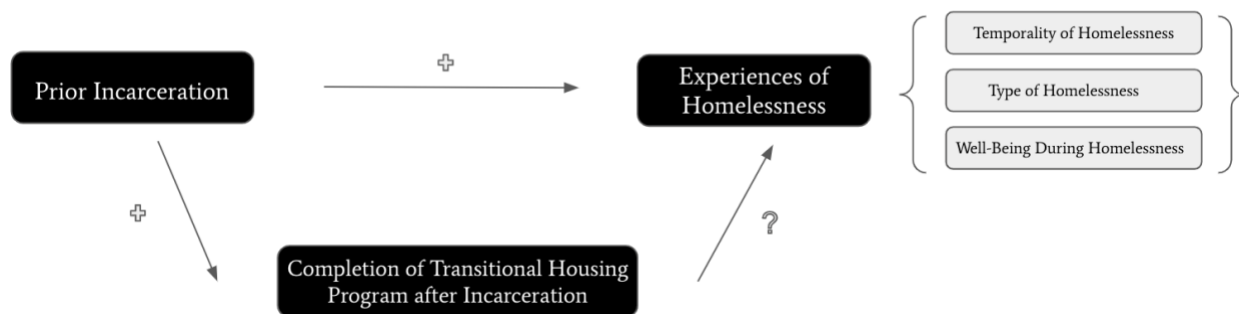 Prior Incarceration
+
Experiences of
Homelessness
Temporality of Homelessness
Type of Homelessness
Well-Being During Homelessness
+
?
Completion of Transitional Housing
Program after Incarceration